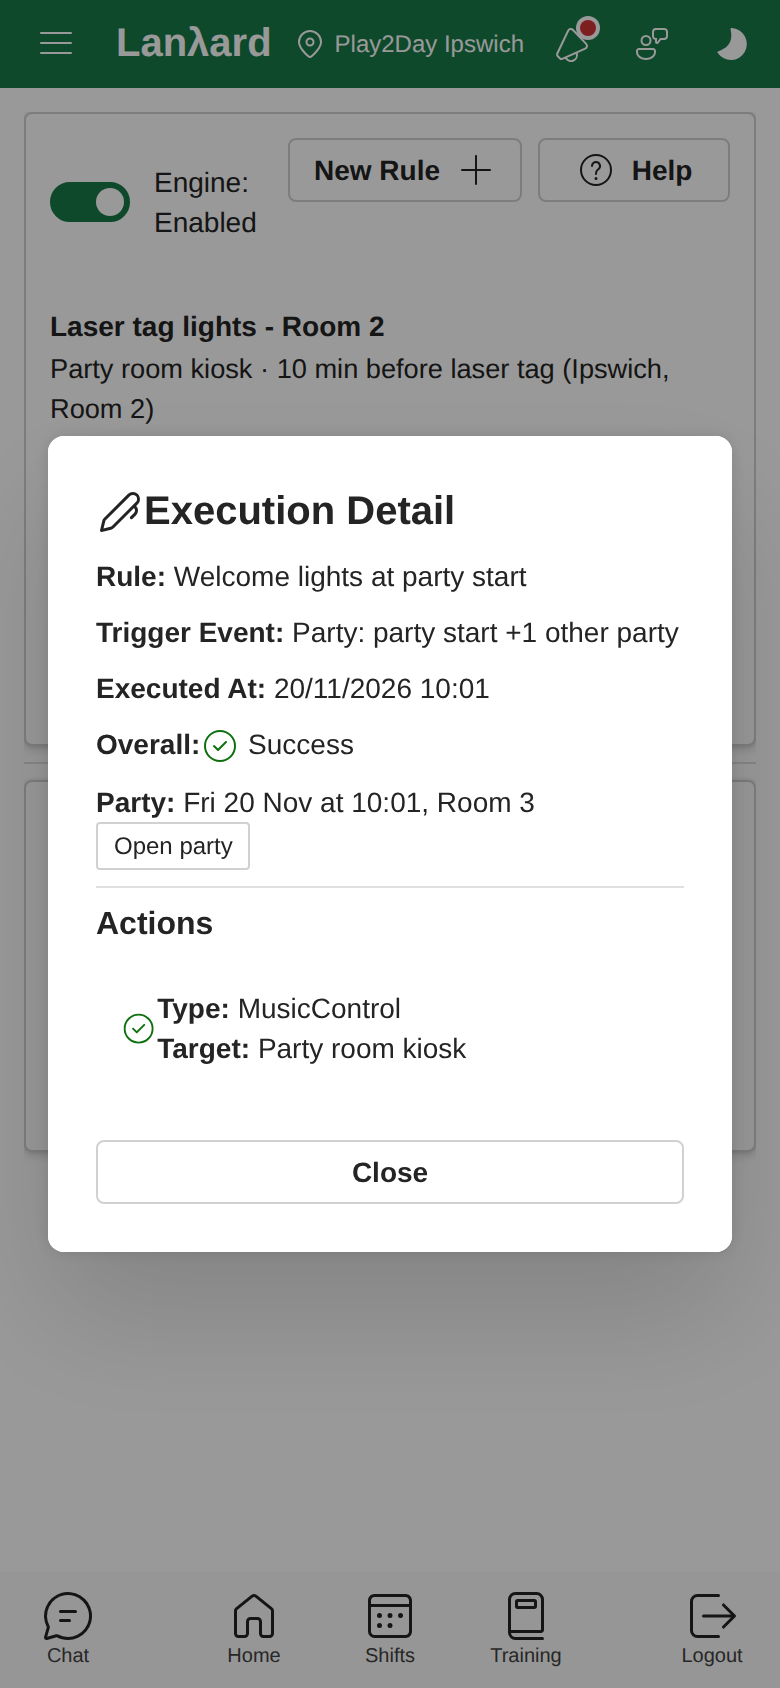 Lanλard
Play2Day Ipswich
Engine:
Enabled
New Rule
Help
Laser tag lights - Room 2
Party room kiosk · 10 min before laser tag (Ipswich,
Room 2)
Execution Detail
Rule: Welcome lights at party start
Trigger Event: Party: party start +1 other party
Executed At: 20/11/2026 10:01
Overall: Success
Party: Fri 20 Nov at 10:01, Room 3
Open party
Actions
Type: MusicControl
Target: Party room kiosk
Close
Chat
Home
Shifts
Training
Logout